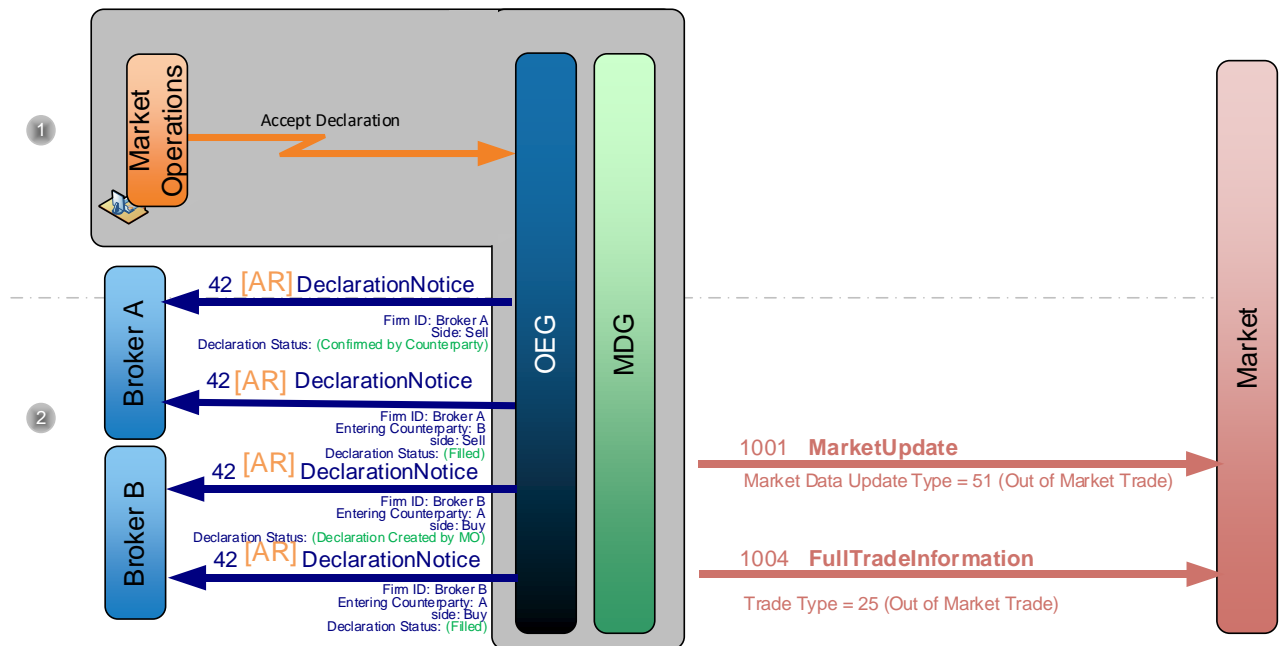 1
Market
Operations
Accept Declaration
OEG
MDG
Market
Broker A
42 [AR] DeclarationNotice
Firm ID: Broker A
Side: Sell
Declaration Status: (Confirmed by Counterparty)
2
42 [AR] DeclarationNotice
Firm ID: Broker A
Entering Counterparty: B
side: Sell
Declaration Status: (Filled)
Broker B
42 [AR] DeclarationNotice
Firm ID: Broker B
Entering Counterparty: A
side: Buy
Declaration Status: (Declaration Created by MO)
42 [AR] DeclarationNotice
Firm ID: Broker B
Entering Counterparty: A
side: Buy
Declaration Status: (Filled)
1001 MarketUpdate
Market Data Update Type = 51 (Out of Market Trade)
1004 FullTradeInformation
Trade Type = 25 (Out of Market Trade)